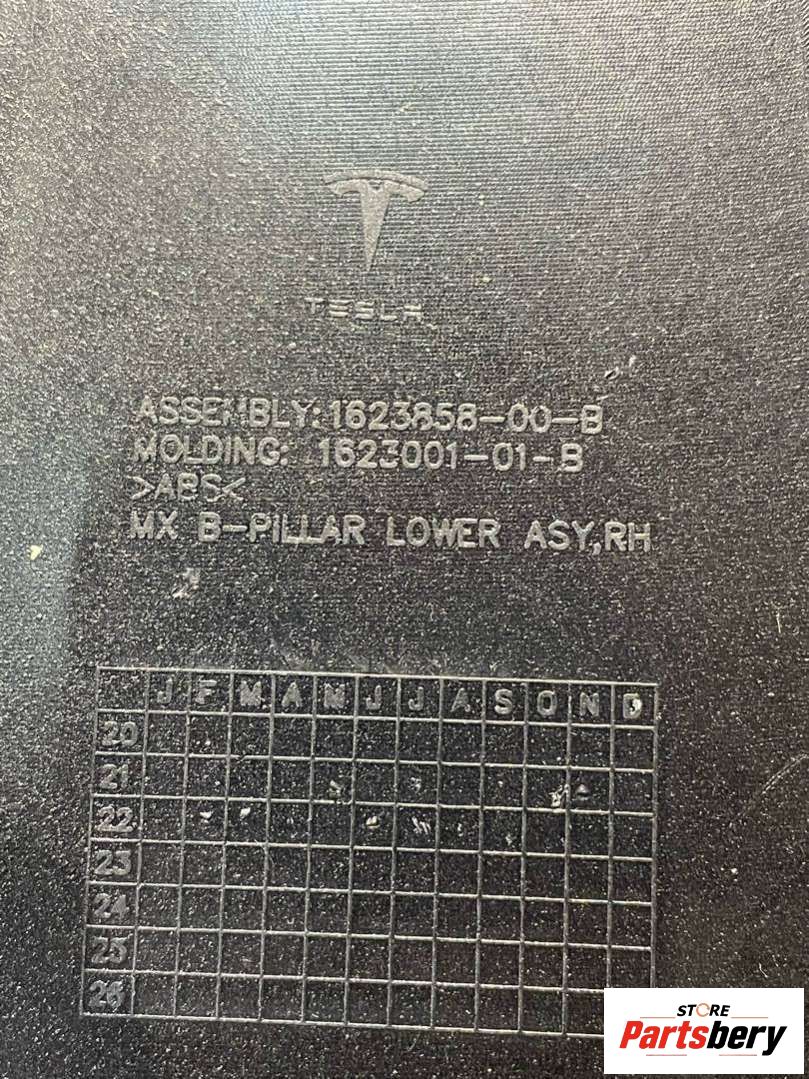 TESLA
ASSEMBLY: 1623858-00-B
MOLDING: 1623001-01-B
>ABS<
MX B-PILLAR LOWER ASY,RH
J F M A M J J A S O N D
20
21
22
23
24
25
26
STORE
Partsbery